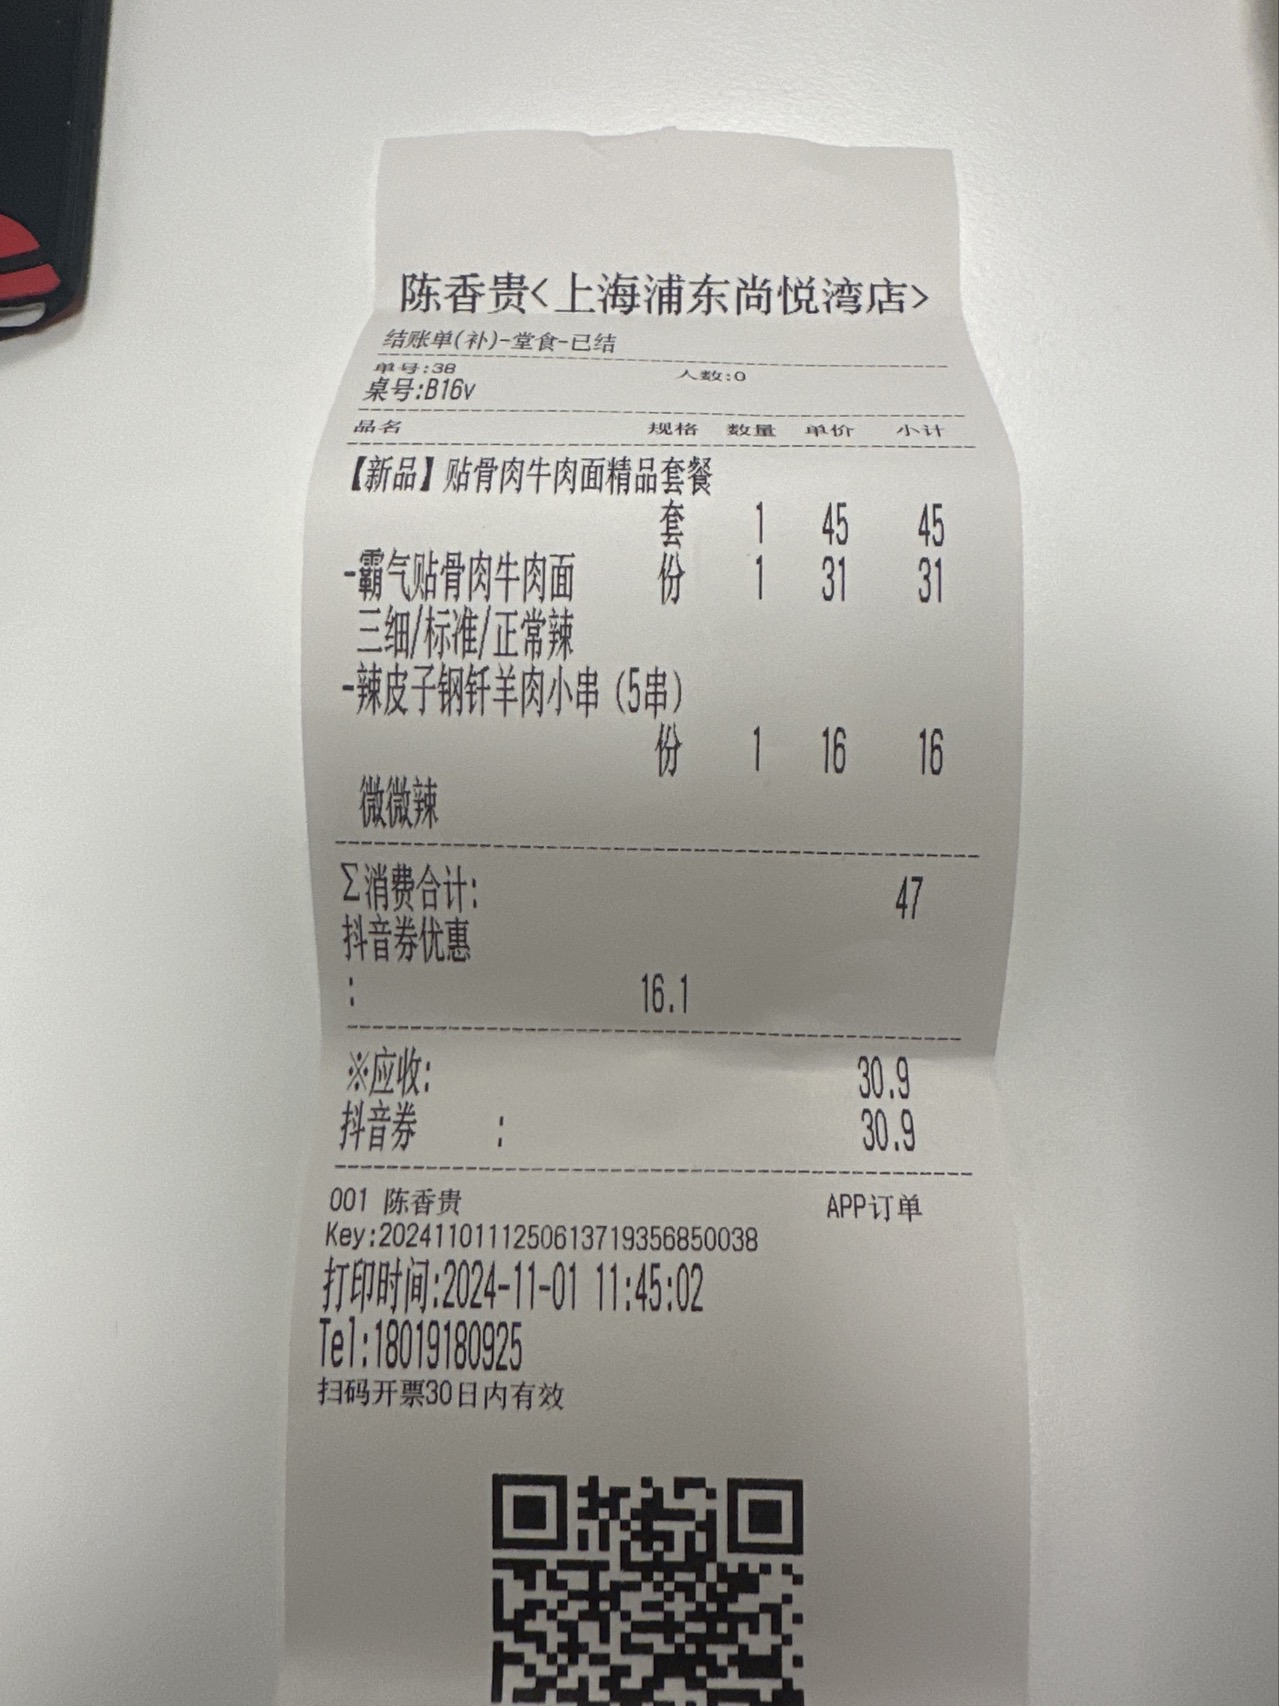 陈香贵<上海浦东尚悦湾店>
结账单(补)-堂食-已结
单号:38 人数:0
桌号:B16v
品名 规格 数量 单价 小计
【新品】贴骨肉牛肉面精品套餐
套 1 45 45
-霸气贴骨肉牛肉面 份 1 31 31
三细/标准/正常辣
-辣皮子钢钎羊肉小串(5串)
份 1 16 16
微微辣
Σ消费合计: 47
抖音券优惠
: 16.1
※应收: 30.9
抖音券 : 30.9
001 陈香贵 APP订单
Key:2024110111250613719356850038
打印时间:2024-11-01 11:45:02
Tel:18019180925
扫码开票30日内有效